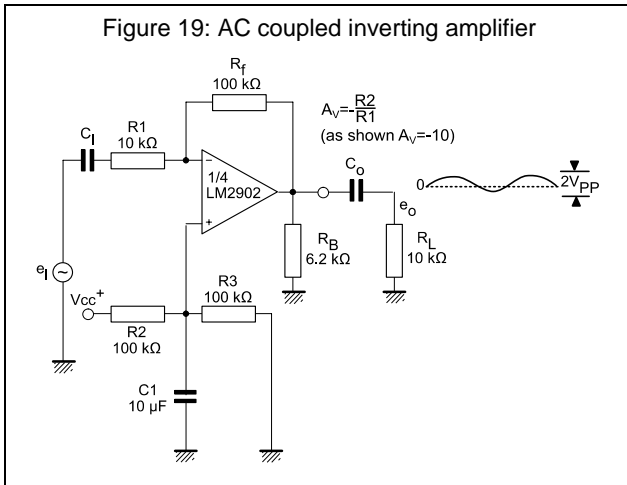 Figure 19: AC coupled inverting amplifier
Rf
100 kΩ
AV=-R2/R1
(as shown AV=-10)
CI
R1
10 kΩ
1/4
LM2902
-
+
Co
eo
0
2VPP
RB
6.2 kΩ
RL
10 kΩ
eI
~
Vcc+
R2
100 kΩ
R3
100 kΩ
C1
10 µF